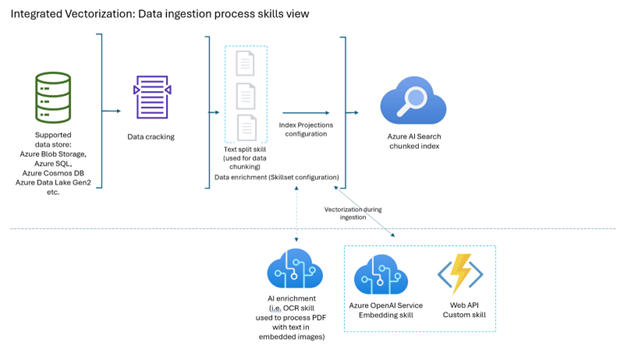 Integrated Vectorization: Data ingestion process skills view
Supported
data store:
Azure Blob Storage,
Azure SQL,
Azure Cosmos DB
Azure Data Lake Gen2
etc.
Data cracking
Text split skill
(used for data
chunking)
Index Projections
configuration
Data enrichment (Skillset configuration)
Azure AI Search
chunked index
Vectorization during
ingestion
AI enrichment
(i.e. OCR skill
used to process PDF
with text in
embedded images)
Azure OpenAI Service
Embedding skill
Web API
Custom skill